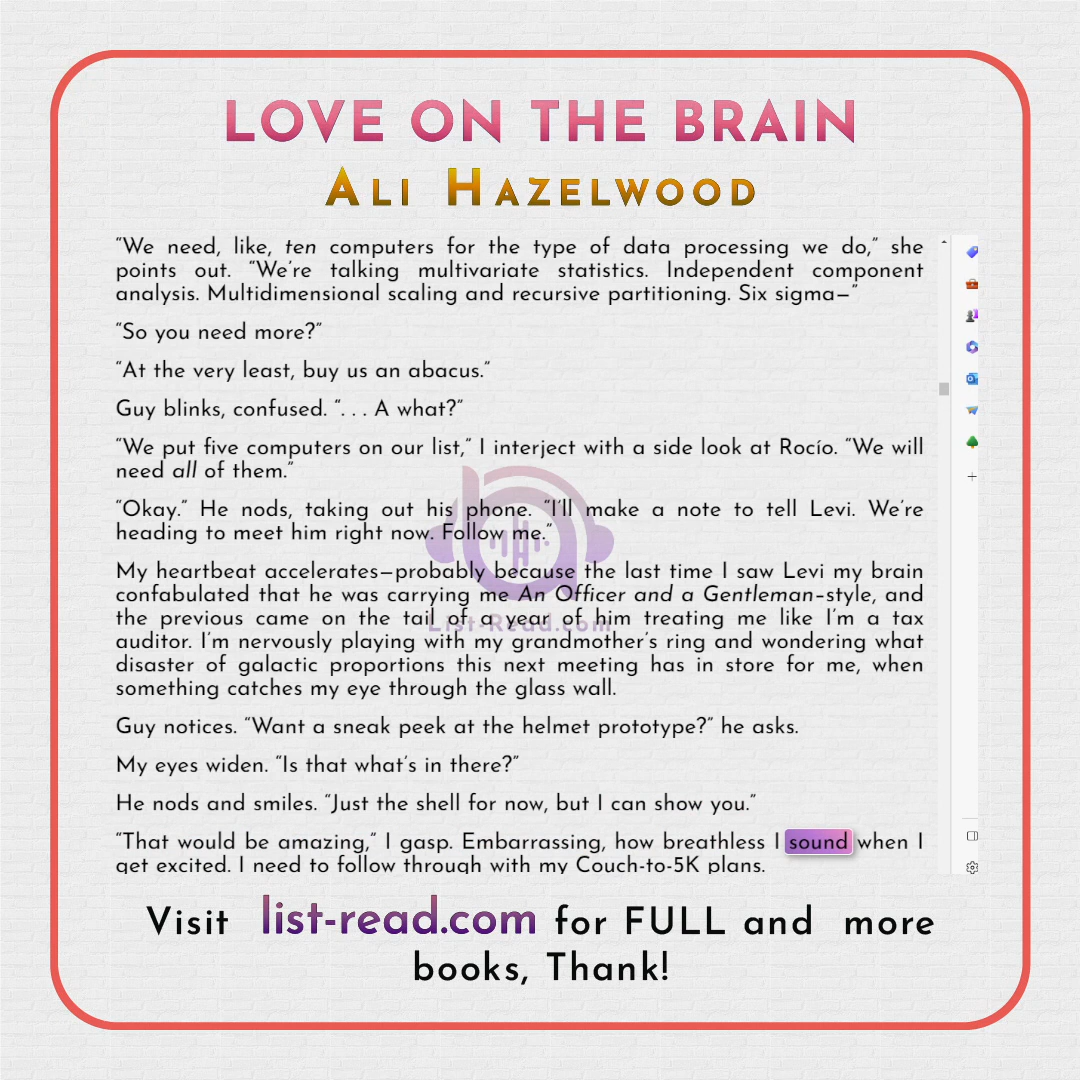 LOVE ON THE BRAIN
ALI HAZELWOOD
“We need, like, ten computers for the type of data processing we do,” she
points out. “We’re talking multivariate statistics. Independent component
analysis. Multidimensional scaling and recursive partitioning. Six sigma—”
“So you need more?”
“At the very least, buy us an abacus.”
Guy blinks, confused. “. . . A what?”
“We put five computers on our list,” I interject with a side look at Rocío. “We will
need all of them.”
“Okay.” He nods, taking out his phone. “I’ll make a note to tell Levi. We’re
heading to meet him right now. Follow me.”
My heartbeat accelerates—probably because the last time I saw Levi my brain
confabulated that he was carrying me An Officer and a Gentleman–style, and
the previous came on the tail of a year of him treating me like I’m a tax
auditor. I’m nervously playing with my grandmother’s ring and wondering what
disaster of galactic proportions this next meeting has in store for me, when
something catches my eye through the glass wall.
Guy notices. “Want a sneak peek at the helmet prototype?” he asks.
My eyes widen. “Is that what’s in there?”
He nods and smiles. “Just the shell for now, but I can show you.”
“That would be amazing,” I gasp. Embarrassing, how breathless I sound when I
get excited. I need to follow through with my Couch-to-5K plans.
List-Read.com
Visit list-read.com for FULL and more
books, Thank!